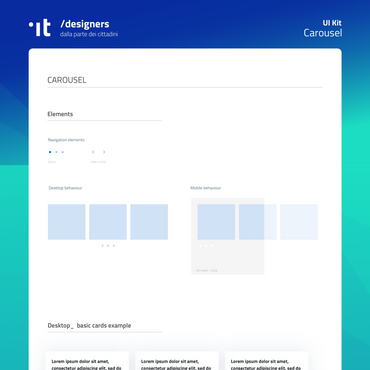 ·ıt
/designers
dalla parte dei cittadini
UI Kit
Carousel
CAROUSEL
Elements
Navigation elements
Desktop behaviour
Mobile behaviour
Desktop_ basic cards example
Lorem ipsum dolor sit amet,
consectetur adipiscing elit, sed do
Lorem ipsum dolor sit amet,
consectetur adipiscing elit, sed do
Lorem ipsum dolor sit amet,
consectetur adipiscing elit, sed do